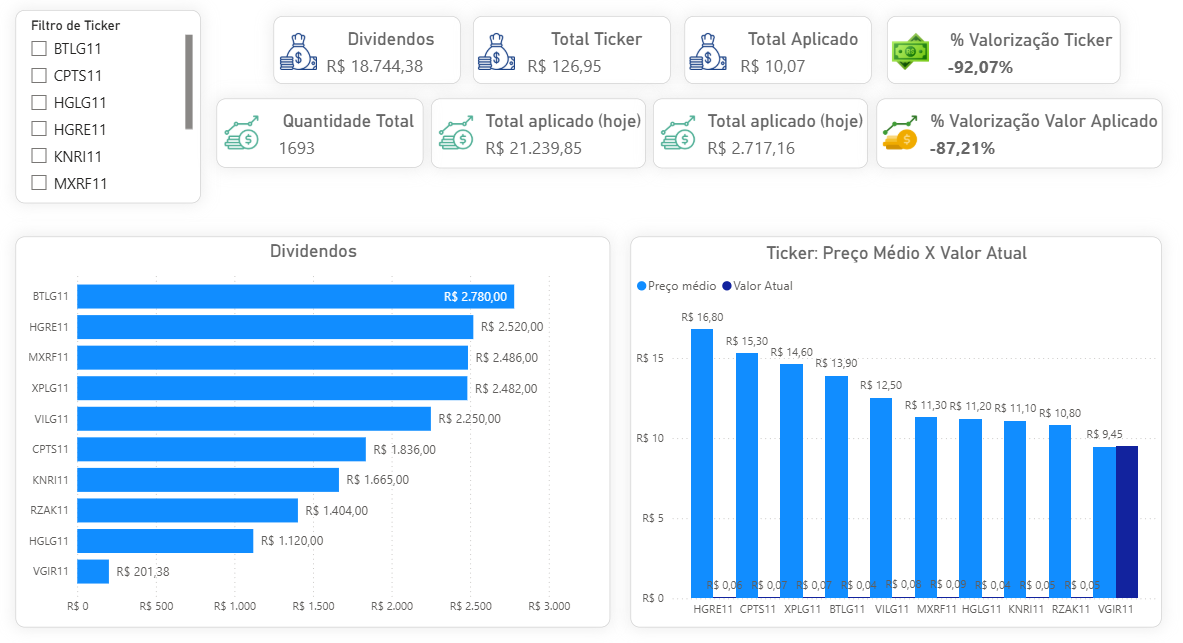 Filtro de Ticker
BTLG11
CPTS11
HGLG11
HGRE11
KNRI11
MXRF11
Dividendos
R$ 18.744,38
Total Ticker
R$ 126,95
Total Aplicado
R$ 10,07
% Valorização Ticker
-92,07%
Quantidade Total
1693
Total aplicado (hoje)
R$ 21.239,85
Total aplicado (hoje)
R$ 2.717,16
% Valorização Valor Aplicado
-87,21%
Dividendos
BTLG11 R$ 2.780,00
HGRE11 R$ 2.520,00
MXRF11 R$ 2.486,00
XPLG11 R$ 2.482,00
VILG11 R$ 2.250,00
CPTS11 R$ 1.836,00
KNRI11 R$ 1.665,00
RZAK11 R$ 1.404,00
HGLG11 R$ 1.120,00
VGIR11 R$ 201,38
R$ 0 R$ 500 R$ 1.000 R$ 1.500 R$ 2.000 R$ 2.500 R$ 3.000
Ticker: Preço Médio X Valor Atual
Preço médio Valor Atual
R$ 16,80
R$ 15,30
R$ 14,60
R$ 13,90
R$ 12,50
R$ 11,30 R$ 11,20 R$ 11,10 R$ 10,80
R$ 9,45
R$ 15
R$ 10
R$ 5
R$ 0
R$ 0,06 R$ 0,07 R$ 0,07 R$ 0,04 R$ 0,06 R$ 0,09 R$ 0,04 R$ 0,05 R$ 0,05
HGRE11 CPTS11 XPLG11 BTLG11 VILG11 MXRF11 HGLG11 KNRI11 RZAK11 VGIR11